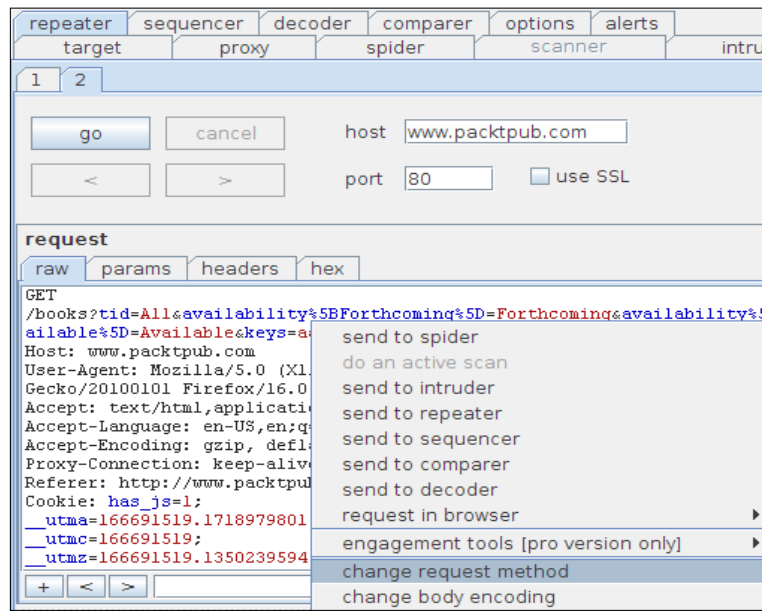 repeater sequencer decoder comparer options alerts
target proxy spider scanner intru
1 2
go cancel host www.packtpub.com
< > port 80 use SSL
request
raw params headers hex
GET
/books?tid=All&availability%5BForthcoming%5D=Forthcoming&availability%5
ailable%5D=Available&keys=a
Host: www.packtpub.com
User-Agent: Mozilla/5.0 (X1
Gecko/20100101 Firefox/16.0
Accept: text/html,applicati
Accept-Language: en-US,en;q
Accept-Encoding: gzip, defl
Proxy-Connection: keep-aliv
Referer: http://www.packtpu
Cookie: has_js=1;
__utma=166691519.1718979801
__utmc=166691519;
__utmz=166691519.1350239594
+ < >
send to spider
do an active scan
send to intruder
send to repeater
send to sequencer
send to comparer
send to decoder
request in browser
engagement tools [pro version only]
change request method
change body encoding